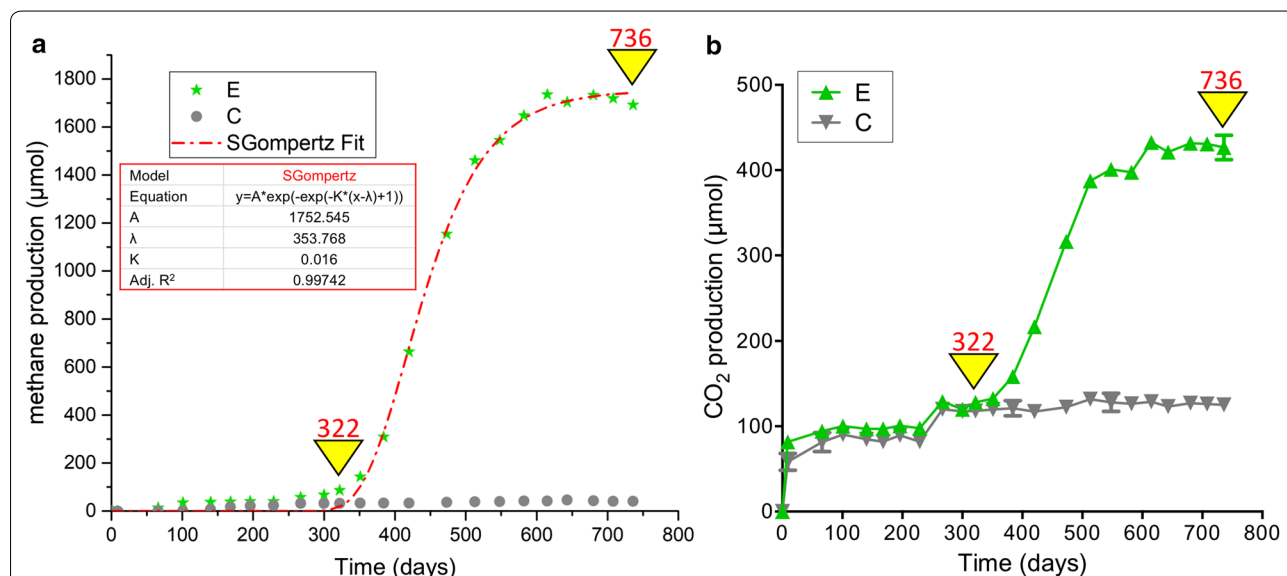 a
736
E
C
SGompertz Fit
Model SGompertz
Equation y=A*exp(-exp(-K*(x-λ)+1))
A 1752.545
λ 353.768
K 0.016
Adj. R² 0.99742
322
methane production (µmol)
1800
1600
1400
1200
1000
800
600
400
200
0
0 100 200 300 400 500 600 700 800
Time (days)
b
736
E
C
322
CO₂ production (µmol)
500
400
300
200
100
0
0 100 200 300 400 500 600 700 800
Time (days)